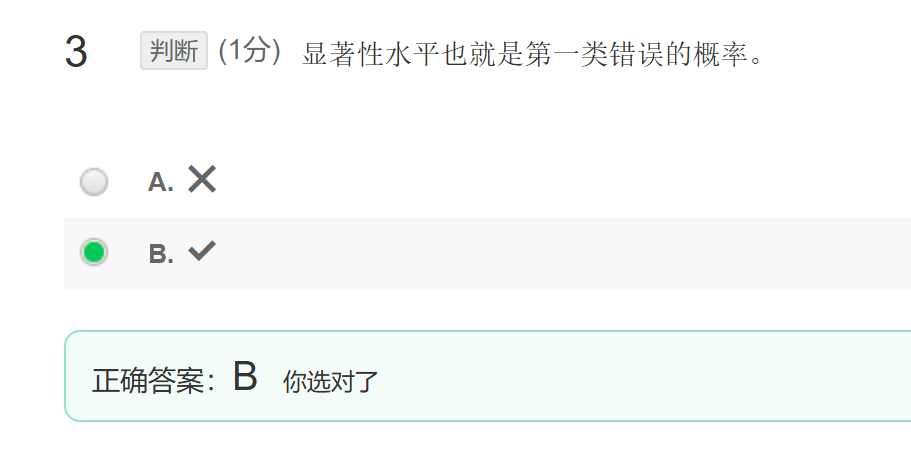 3 判断 (1分) 显著性水平也就是第一类错误的概率。
A. ✕
B. ✓
正确答案：B 你选对了